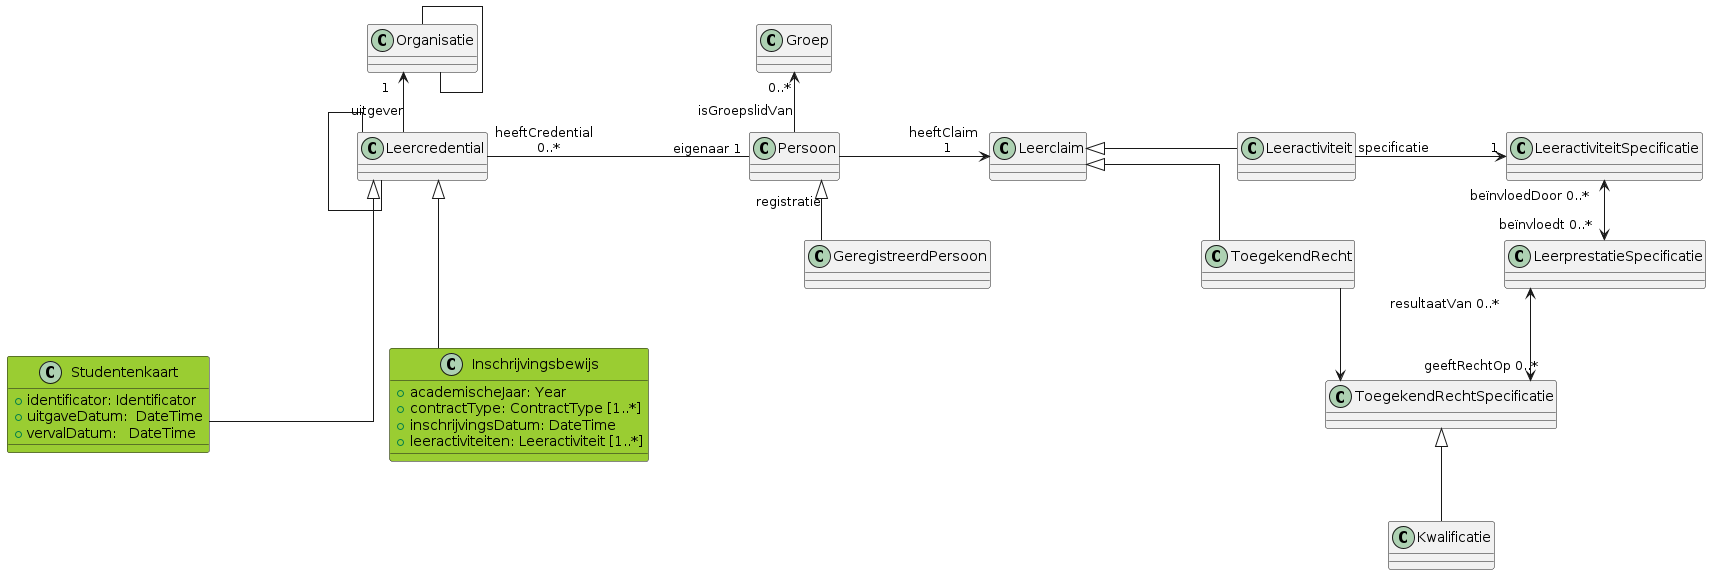 C Organisatie
C Groep
1
0..*
uitgever
isGroepslidVan
C Leercredential
heeftCredential
0..*
eigenaar 1
C Persoon
heeftClaim
1
C Leerclaim
C Leeractiviteit
specificatie
1
C LeeractiviteitSpecificatie
registratie
beïnvloedDoor 0..*
beïnvloedt 0..*
C GeregistreerdPersoon
C ToegekendRecht
C LeerprestatieSpecificatie
resultaatVan 0..*
geeftRechtOp 0..*
C Studentenkaart
identificator: Identificator
uitgaveDatum: DateTime
vervalDatum: DateTime
C Inschrijvingsbewijs
academischeJaar: Year
contractType: ContractType [1..*]
inschrijvingsDatum: DateTime
leeractiviteiten: Leeractiviteit [1..*]
C ToegekendRechtSpecificatie
C Kwalificatie